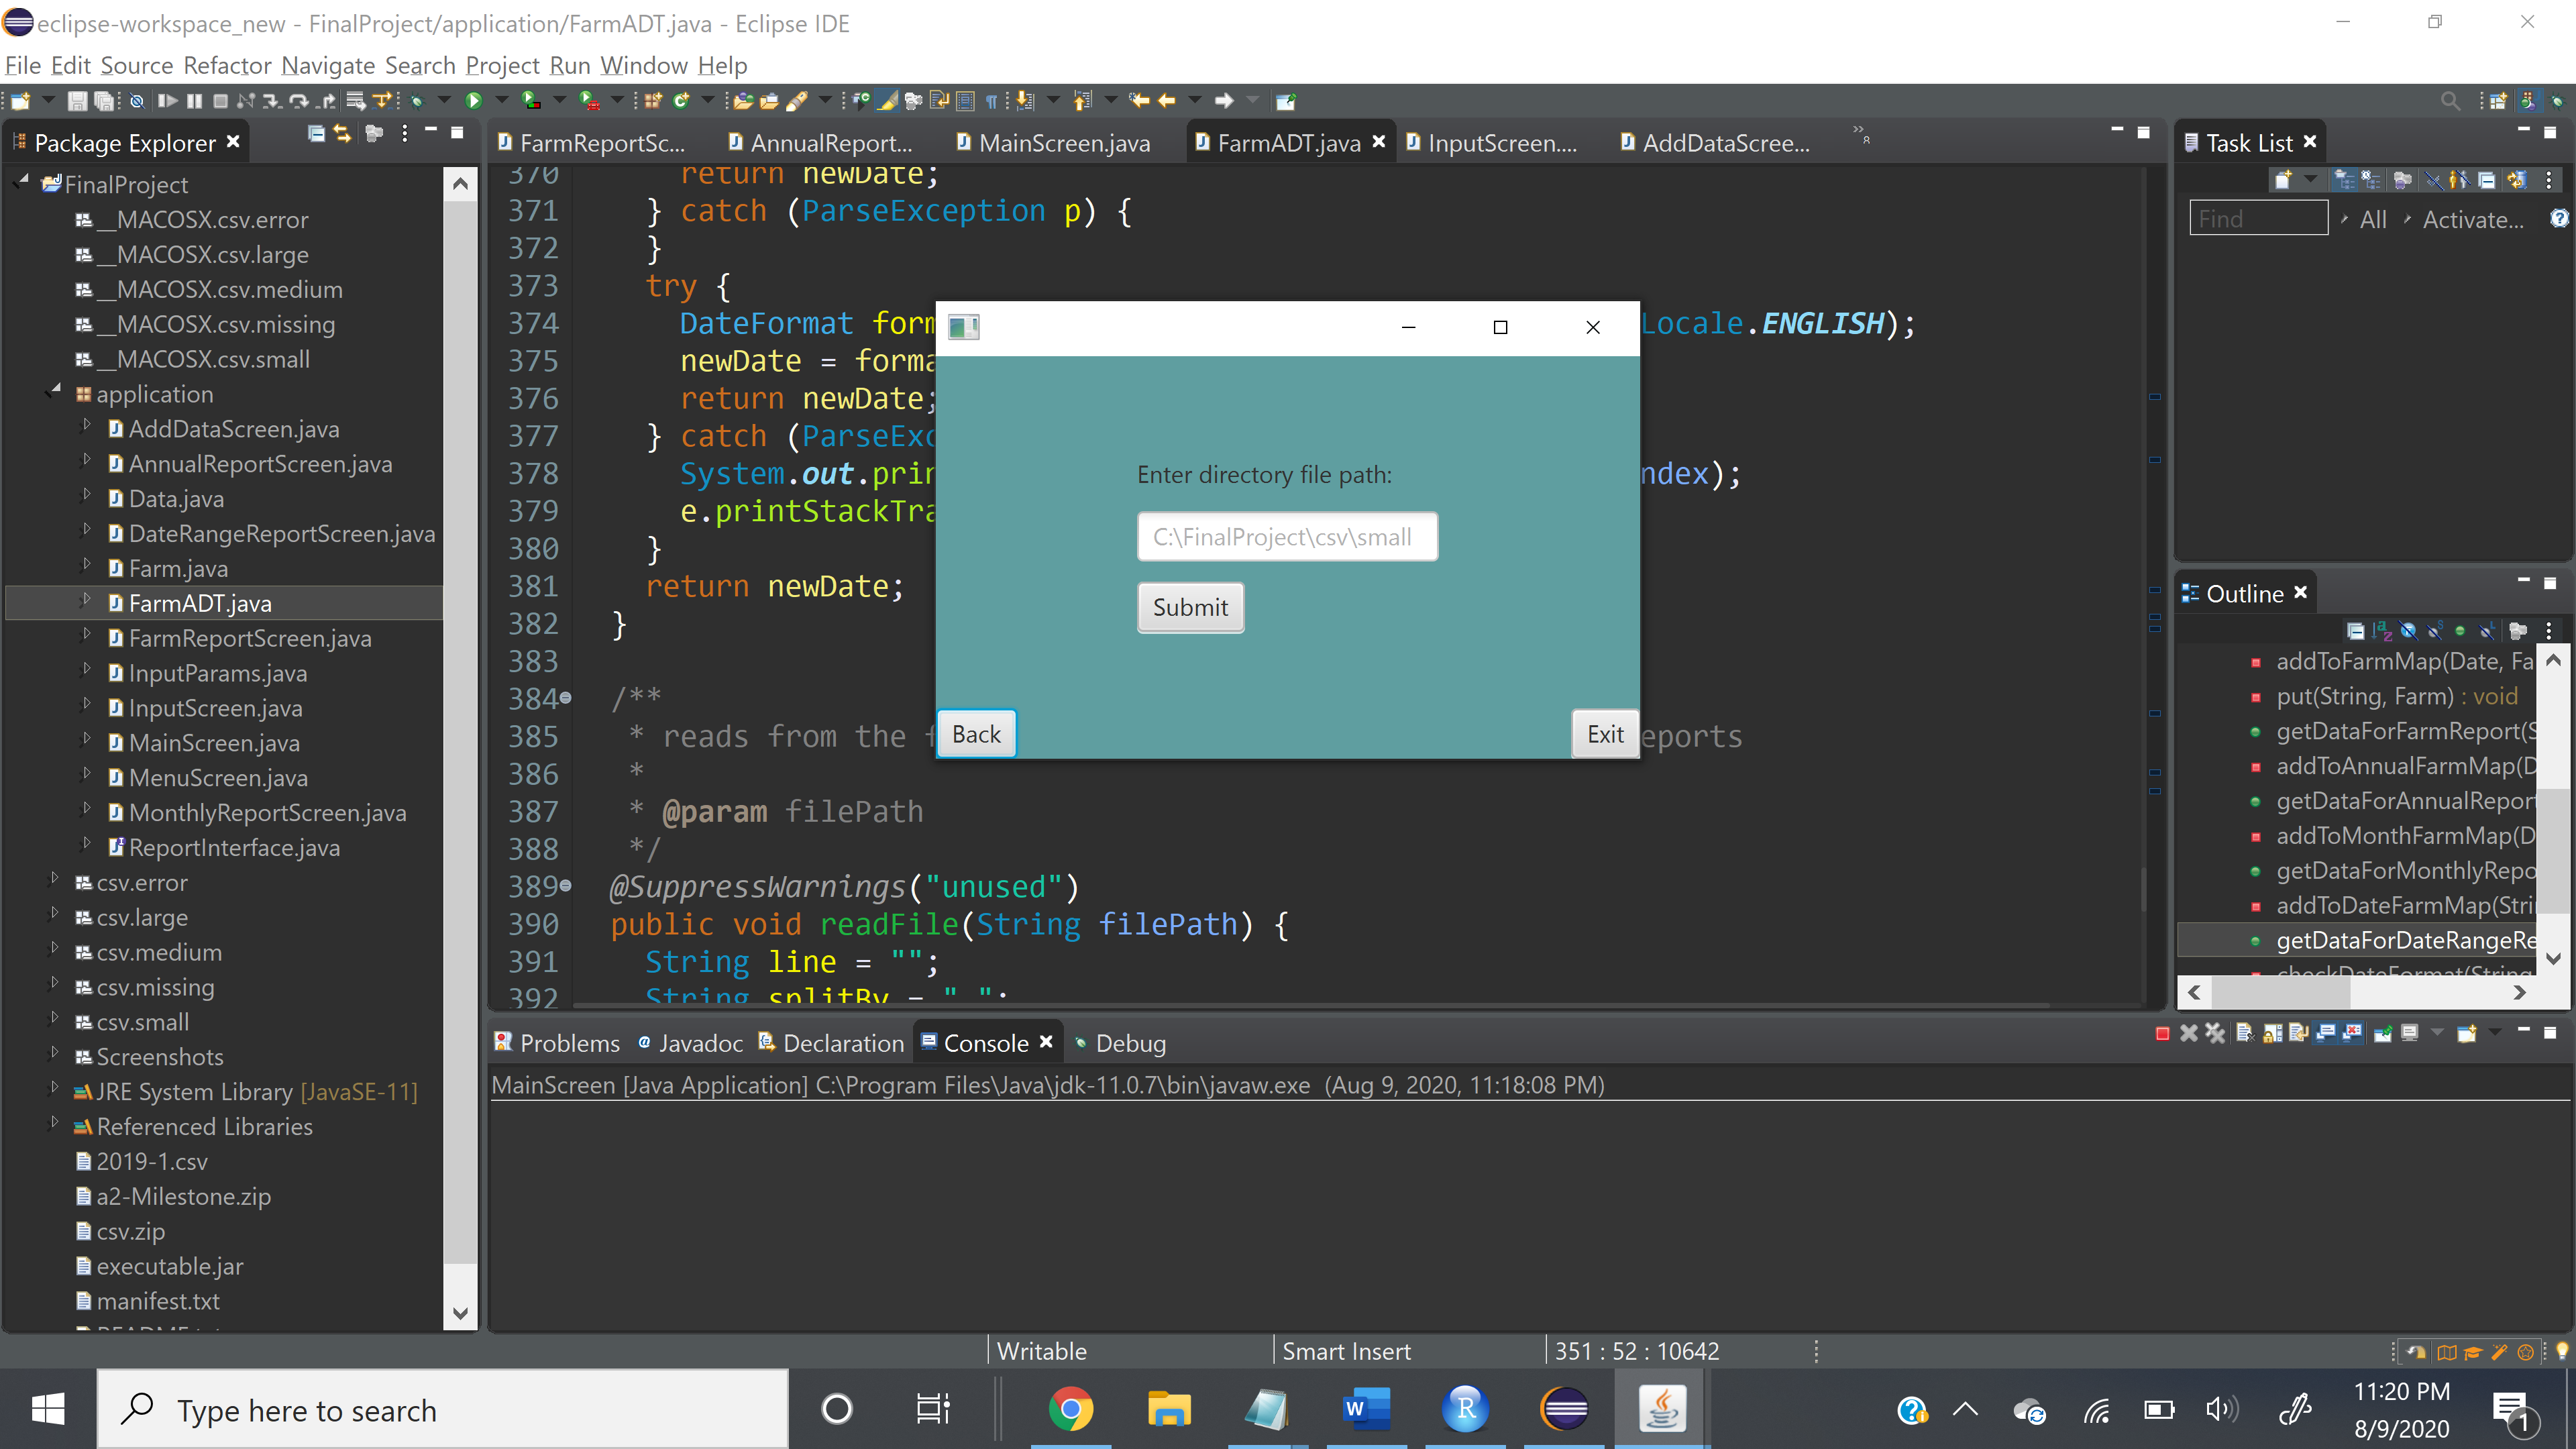 eclipse-workspace_new - FinalProject/application/FarmADT.java - Eclipse IDE
File Edit Source Refactor Navigate Search Project Run Window Help
Package Explorer
FinalProject
__MACOSX.csv.error
__MACOSX.csv.large
__MACOSX.csv.medium
__MACOSX.csv.missing
__MACOSX.csv.small
application
AddDataScreen.java
AnnualReportScreen.java
Data.java
DateRangeReportScreen.java
Farm.java
FarmADT.java
FarmReportScreen.java
InputParams.java
InputScreen.java
MainScreen.java
MenuScreen.java
MonthlyReportScreen.java
ReportInterface.java
csv.error
csv.large
csv.medium
csv.missing
csv.small
Screenshots
JRE System Library [JavaSE-11]
Referenced Libraries
2019-1.csv
a2-Milestone.zip
csv.zip
executable.jar
manifest.txt
FarmReportSc... AnnualReport... MainScreen.java FarmADT.java InputScreen.... AddDataScree... »8
370 return newDate;
371 } catch (ParseException p) {
372 }
373 try {
374 DateFormat form Locale.ENGLISH);
375 newDate = forma
376 return newDate;
377 } catch (ParseExc
378 System.out.prin ndex);
379 e.printStackTra
380 }
381 return newDate;
382 }
383
384 /**
385 * reads from the f eports
386 *
387 * @param filePath
388 */
389 @SuppressWarnings("unused")
390 public void readFile(String filePath) {
391 String line = "";
392 String splitBy = " ";
Enter directory file path:
C:\FinalProject\csv\small
Submit
Back
Exit
Task List
Find
All
Activate...
Outline
addToFarmMap(Date, Fa
put(String, Farm) : void
getDataForFarmReport(S
addToAnnualFarmMap(D
getDataForAnnualReport
addToMonthFarmMap(D
getDataForMonthlyRepo
addToDateFarmMap(Stri
getDataForDateRangeRe
checkDateFormat(String
Problems @ Javadoc Declaration Console Debug
MainScreen [Java Application] C:\Program Files\Java\jdk-11.0.7\bin\javaw.exe (Aug 9, 2020, 11:18:08 PM)
Writable
Smart Insert
351 : 52 : 10642
Type here to search
11:20 PM
8/9/2020
1